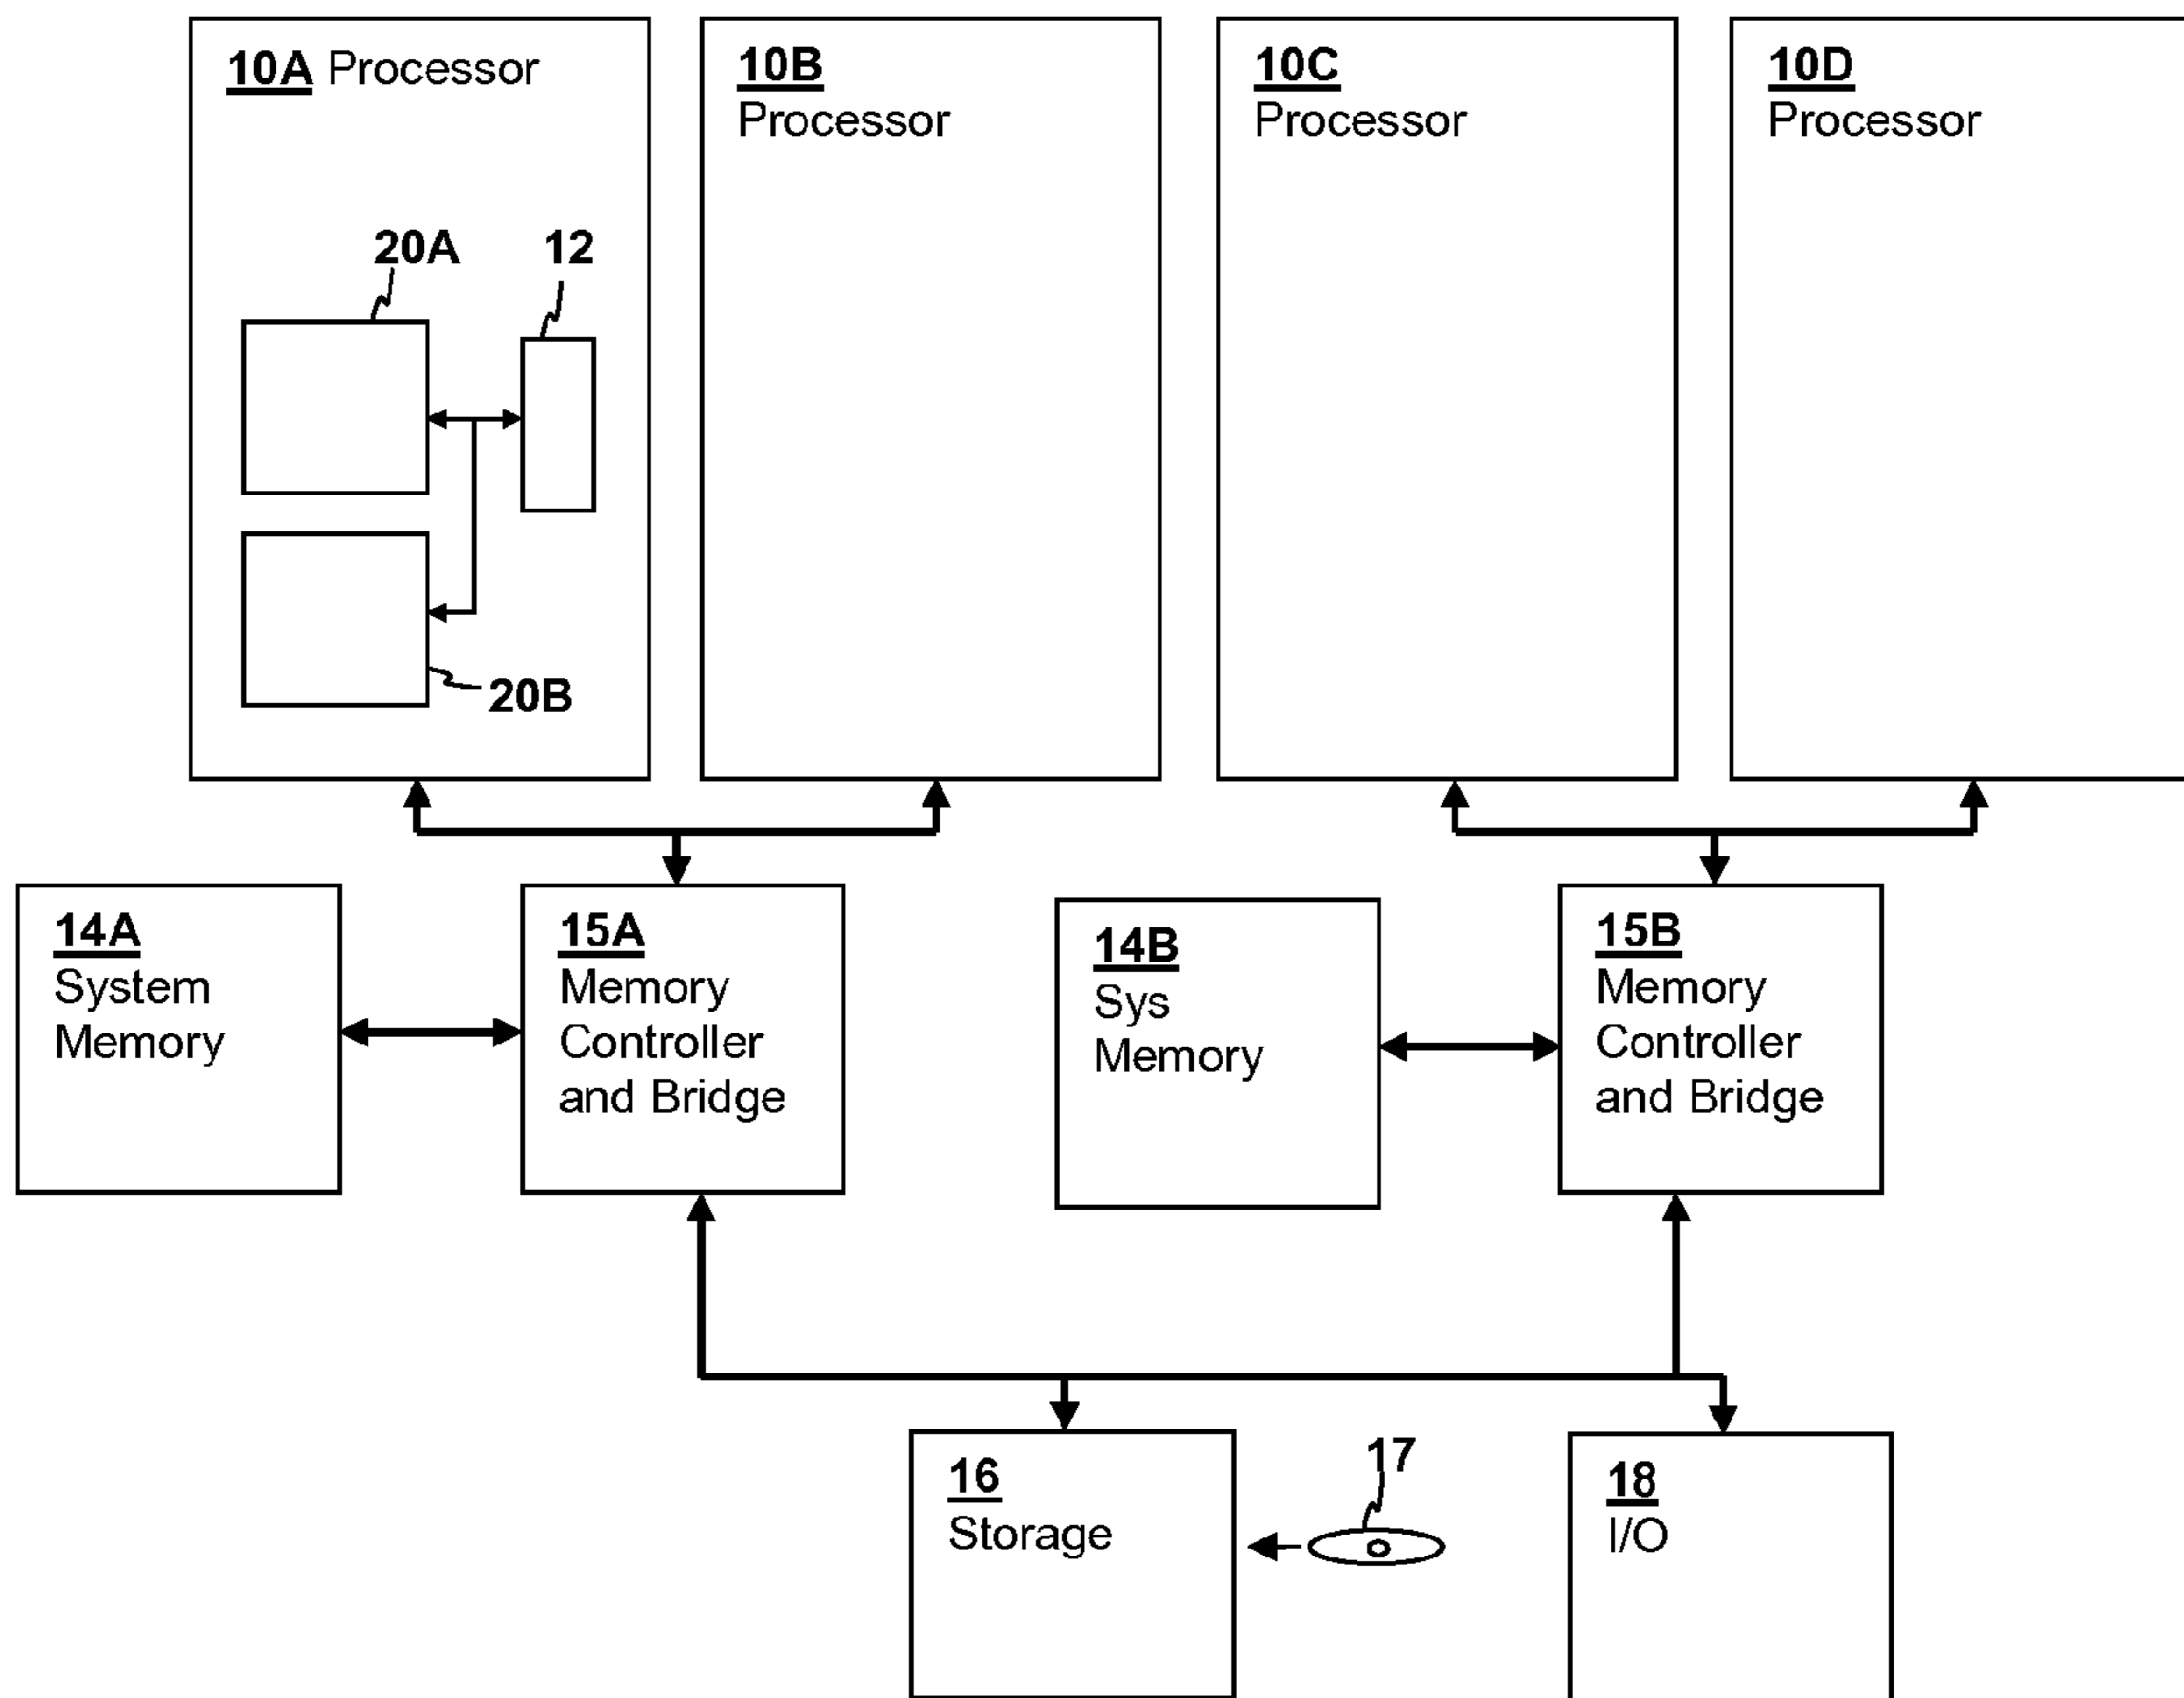 10A Processor
10B
Processor
10C
Processor
10D
Processor
20A
12
20B
14A
System
Memory
15A
Memory
Controller
and Bridge
14B
Sys
Memory
15B
Memory
Controller
and Bridge
16
Storage
17
18
I/O